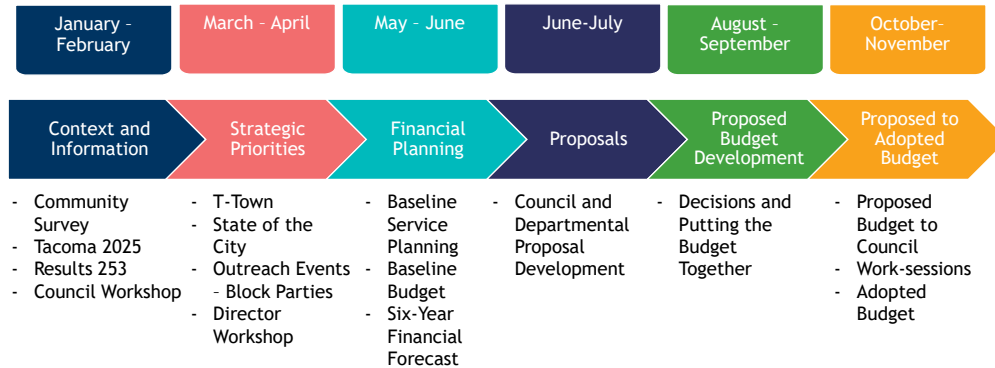 January –
February
March – April
May – June
June-July
August –
September
October-
November
Context and
Information
Strategic
Priorities
Financial
Planning
Proposals
Proposed
Budget
Development
Proposed to
Adopted
Budget
- Community
Survey
- Tacoma 2025
- Results 253
- Council Workshop
- T-Town
- State of the
City
- Outreach Events
– Block Parties
- Director
Workshop
- Baseline
Service
Planning
- Baseline
Budget
- Six-Year
Financial
Forecast
- Council and
Departmental
Proposal
Development
- Decisions and
Putting the
Budget
Together
- Proposed
Budget to
Council
- Work-sessions
- Adopted
Budget